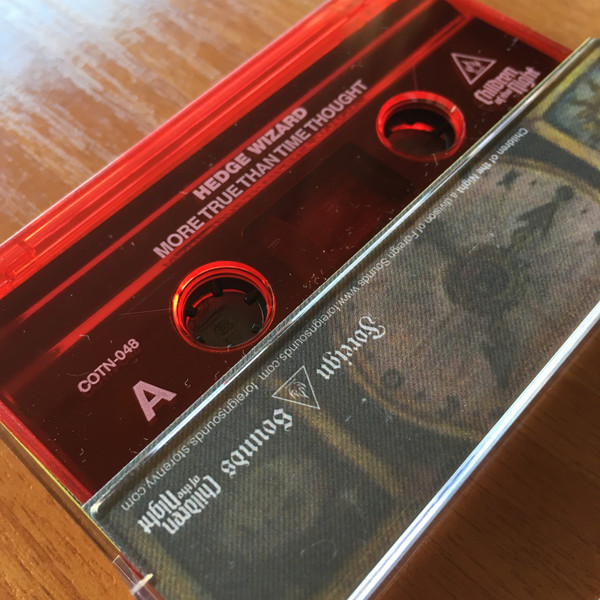 HEDGE WIZARD
MORE TRUE THAN TIME THOUGHT
Children
of the Night
COTN-048
A
Children of the Night a division of Foreign Sounds www.foreignsounds.com foreignsounds.storenvy.com
Foreign Sounds
Children
of the Night